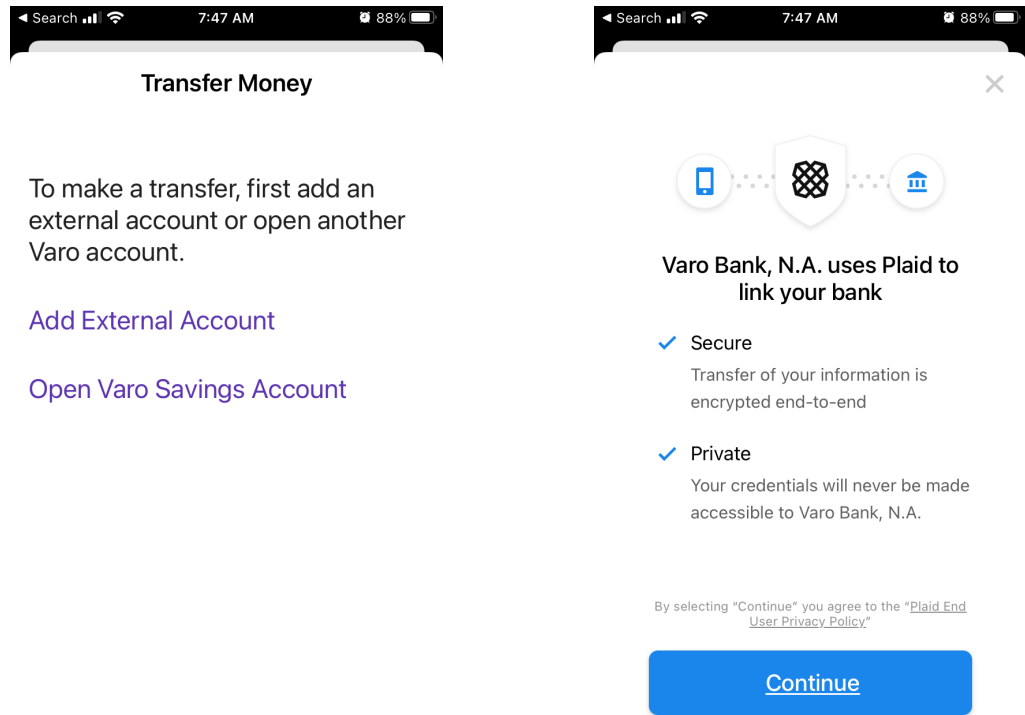 Search
7:47 AM
88%
Transfer Money
To make a transfer, first add an
external account or open another
Varo account.
Add External Account
Open Varo Savings Account
Search
7:47 AM
88%
Varo Bank, N.A. uses Plaid to
link your bank
Secure
Transfer of your information is
encrypted end-to-end
Private
Your credentials will never be made
accessible to Varo Bank, N.A.
By selecting “Continue” you agree to the “Plaid End
User Privacy Policy”
Continue